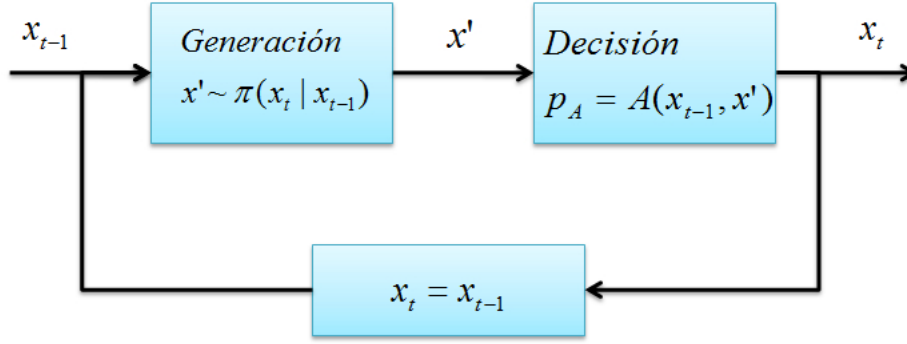 x_{t-1}
Generación
x' ~ π(x_t | x_{t-1})
x'
Decisión
p_A = A(x_{t-1}, x')
x_t
x_t = x_{t-1}